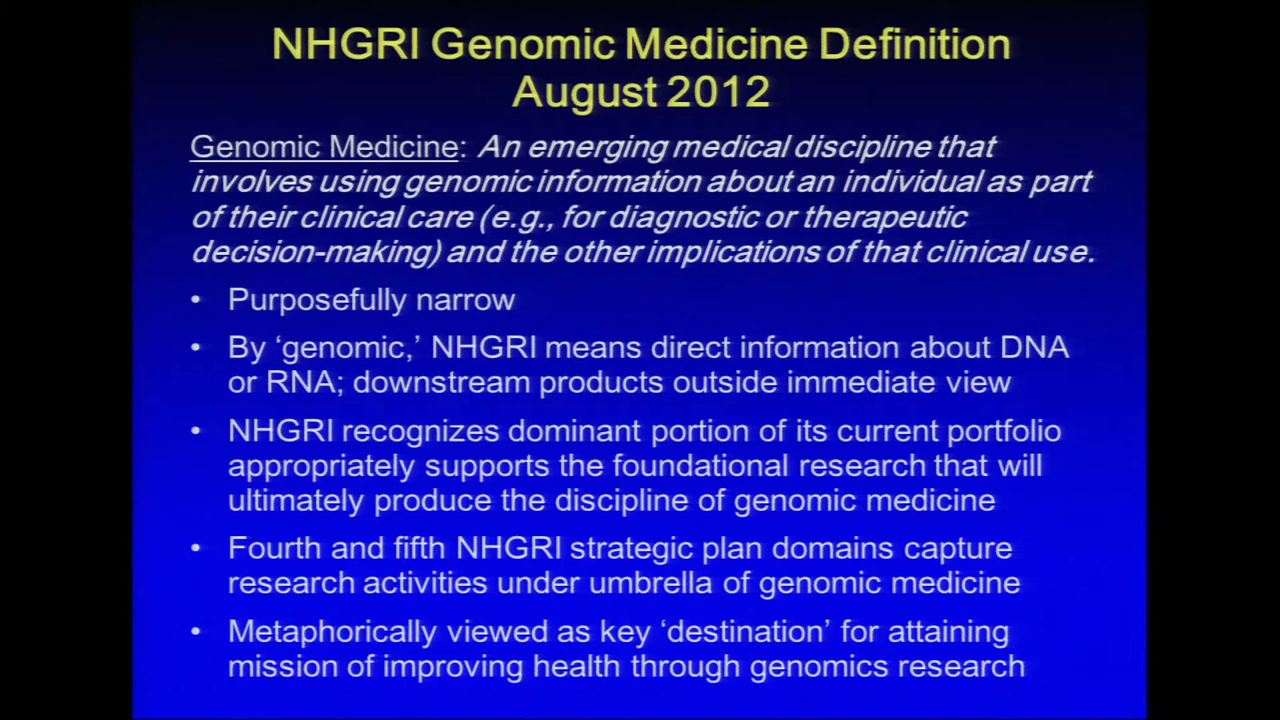 NHGRI Genomic Medicine Definition
August 2012
Genomic Medicine: An emerging medical discipline that
involves using genomic information about an individual as part
of their clinical care (e.g., for diagnostic or therapeutic
decision-making) and the other implications of that clinical use.
• Purposefully narrow
• By ‘genomic,’ NHGRI means direct information about DNA
or RNA; downstream products outside immediate view
• NHGRI recognizes dominant portion of its current portfolio
appropriately supports the foundational research that will
ultimately produce the discipline of genomic medicine
• Fourth and fifth NHGRI strategic plan domains capture
research activities under umbrella of genomic medicine
• Metaphorically viewed as key ‘destination’ for attaining
mission of improving health through genomics research